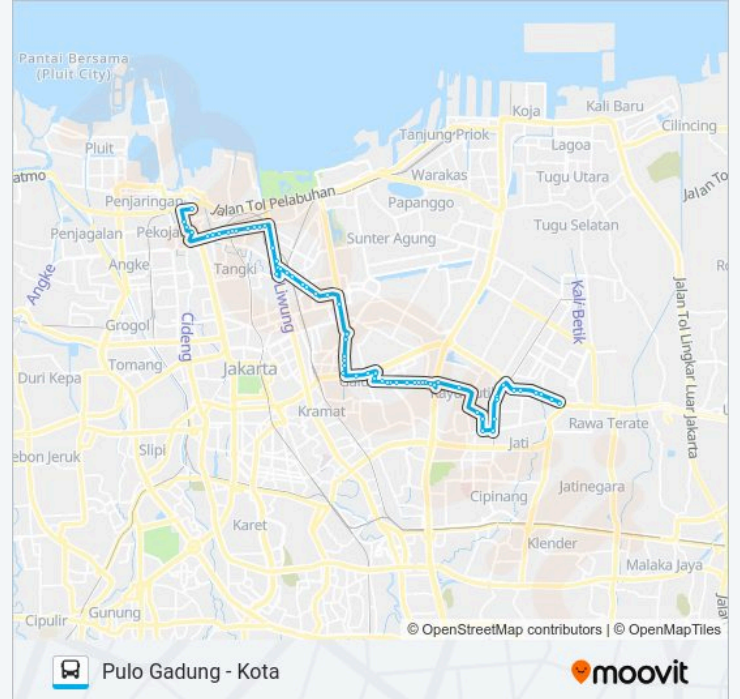 Pantai Bersama
(Pluit City)
Koja
Kali Baru
Cilincing
Tanjung Priok
Pluit
Lagoa
atmo
Warakas
Tugu Utara
Jalan To
Penjaringan
Jalan Tol Pelabuhan
Papanggo
Penjagalan
Pekoja
Sunter Agung
Tugu Selatan
Angke
Angke
Tangki
Liwung
Kali Betik
Jalan Tol Lingkar Luar Jakarta
Grogol
Cideng
Tomang
Jakarta
Duri Kepa
Kramat
Rawa Terate
Jati
Slipi
ebon Jeruk
Cipinang
Jatinegara
Karet
Klender
Malaka Jaya
Gunung
Cipulir
© OpenStreetMap contributors | © OpenMapTiles
Pulo Gadung - Kota
moovit